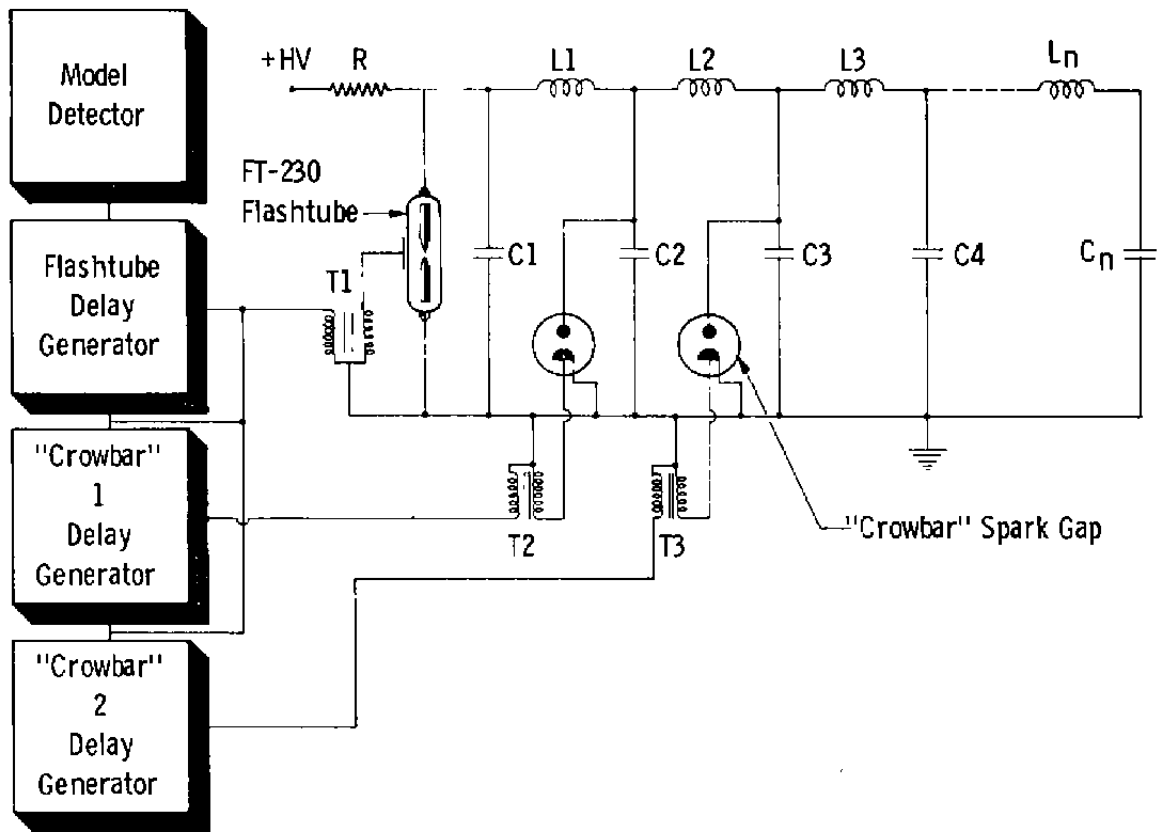 Model
Detector
Flashtube
Delay
Generator
"Crowbar"
1
Delay
Generator
"Crowbar"
2
Delay
Generator
+HV
R
L1
L2
L3
Ln
FT-230
Flashtube
T1
C1
C2
C3
C4
Cn
T2
T3
"Crowbar" Spark Gap